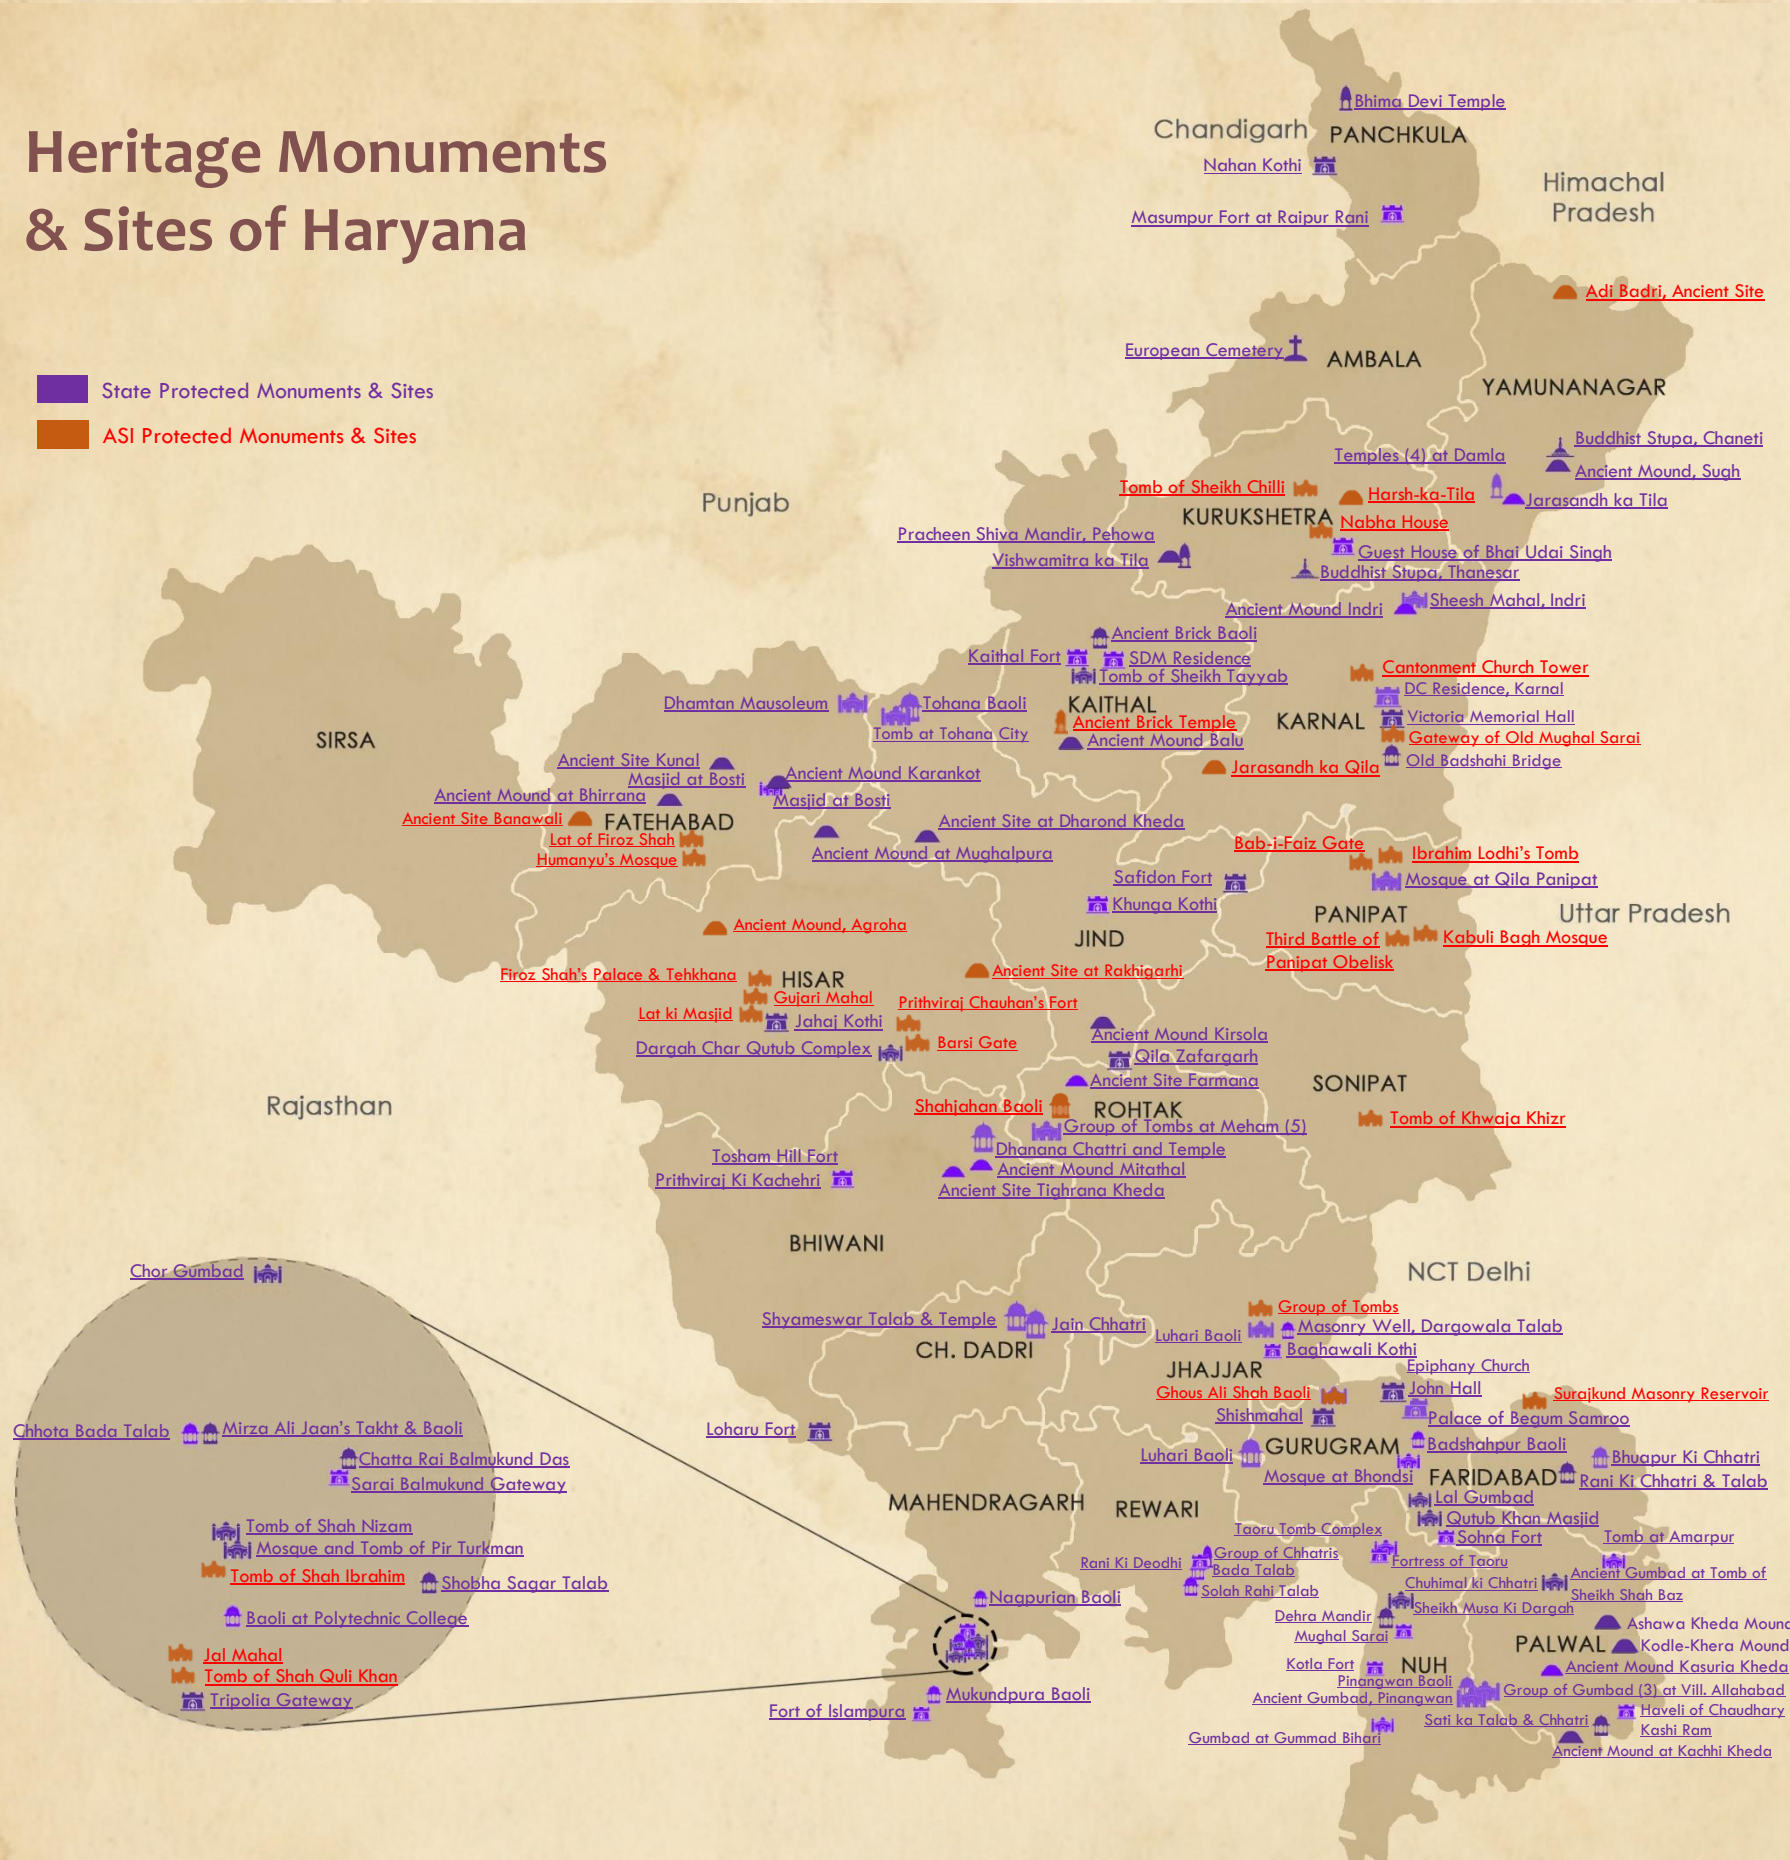 Heritage Monuments
& Sites of Haryana
State Protected Monuments & Sites
ASI Protected Monuments & Sites
Bhima Devi Temple
Chandigarh
PANCHKULA
Nahan Kothi
Himachal
Pradesh
Masumpur Fort at Raipur Rani
Adi Badri, Ancient Site
European Cemetery
AMBALA
YAMUNANAGAR
Buddhist Stupa, Chaneti
Temples (4) at Damla
Ancient Mound, Sugh
Tomb of Sheikh Chilli
Harsh-ka-Tila
Jarasandh ka Tila
Punjab
KURUKSHETRA
Nabha House
Pracheen Shiva Mandir, Pehowa
Guest House of Bhai Udai Singh
Vishwamitra ka Tila
Buddhist Stupa, Thanesar
Ancient Mound Indri
Sheesh Mahal, Indri
Ancient Brick Baoli
Kaithal Fort
SDM Residence
Tomb of Sheikh Tayyab
Cantonment Church Tower
DC Residence, Karnal
Dhamtan Mausoleum
Tohana Baoli
KAITHAL
Ancient Brick Temple
KARNAL
Victoria Memorial Hall
Tomb at Tohana City
Ancient Mound Balu
Gateway of Old Mughal Sarai
SIRSA
Ancient Site Kunal
Old Badshahi Bridge
Jarasandh ka Qila
Masjid at Bosti
Ancient Mound Karankot
Ancient Mound at Bhirrana
Masjid at Bosti
Ancient Site Banawali
FATEHABAD
Ancient Site at Dharond Kheda
Lat of Firoz Shah
Humanyu's Mosque
Ancient Mound at Mughalpura
Bab-i-Faiz Gate
Ibrahim Lodhi's Tomb
Safidon Fort
Mosque at Qila Panipat
Khunga Kothi
PANIPAT
Uttar Pradesh
Ancient Mound, Agroha
JIND
Third Battle of
Panipat Obelisk
Kabuli Bagh Mosque
Firoz Shah's Palace & Tehkhana
HISAR
Ancient Site at Rakhigarhi
Gujari Mahal
Prithviraj Chauhan's Fort
Lat ki Masjid
Jahaj Kothi
Ancient Mound Kirsola
Dargah Char Qutub Complex
Barsi Gate
Qila Zafargarh
Ancient Site Farmana
SONIPAT
Rajasthan
Shahjahan Baoli
ROHTAK
Tomb of Khwaja Khizr
Group of Tombs at Meham (5)
Tosham Hill Fort
Dhanana Chattri and Temple
Prithviraj Ki Kachehri
Ancient Mound Mitathal
Ancient Site Tighrana Kheda
BHIWANI
NCT Delhi
Chor Gumbad
Shyameswar Talab & Temple
Jain Chhatri
Group of Tombs
Luhari Baoli
Masonry Well, Dargowala Talab
Baghawali Kothi
CH. DADRI
JHAJJAR
Epiphany Church
Ghous Ali Shah Baoli
John Hall
Surajkund Masonry Reservoir
Shishmahal
Palace of Begum Samroo
Loharu Fort
Luhari Baoli
GURUGRAM
Badshahpur Baoli
Bhuapur Ki Chhatri
Mosque at Bhondsi
FARIDABAD
Rani Ki Chhatri & Talab
Chhota Bada Talab
Mirza Ali Jaan's Takht & Baoli
Chatta Rai Balmukund Das
Sarai Balmukund Gateway
MAHENDRAGARH
REWARI
Lal Gumbad
Qutub Khan Masjid
Taoru Tomb Complex
Sohna Fort
Tomb at Amarpur
Tomb of Shah Nizam
Mosque and Tomb of Pir Turkman
Rani Ki Deodhi
Group of Chhatris
Bada Talab
Fortress of Taoru
Ancient Gumbad at Tomb of
Sheikh Shah Baz
Tomb of Shah Ibrahim
Shobha Sagar Talab
Solah Rahi Talab
Chuhimal ki Chhatri
Nagpurian Baoli
Sheikh Musa Ki Dargah
Baoli at Polytechnic College
Dehra Mandir
Ashawa Kheda Mound
Mughal Sarai
PALWAL
Kodle-Khera Mound
Jal Mahal
Kotla Fort
NUH
Ancient Mound Kasuria Kheda
Tomb of Shah Quli Khan
Pinangwan Baoli
Mukundpura Baoli
Ancient Gumbad, Pinangwan
Group of Gumbad (3) at Vill. Allahabad
Tripolia Gateway
Fort of Islampura
Sati ka Talab & Chhatri
Haveli of Chaudhary
Kashi Ram
Gumbad at Gummad Bihari
Ancient Mound at Kachhi Kheda